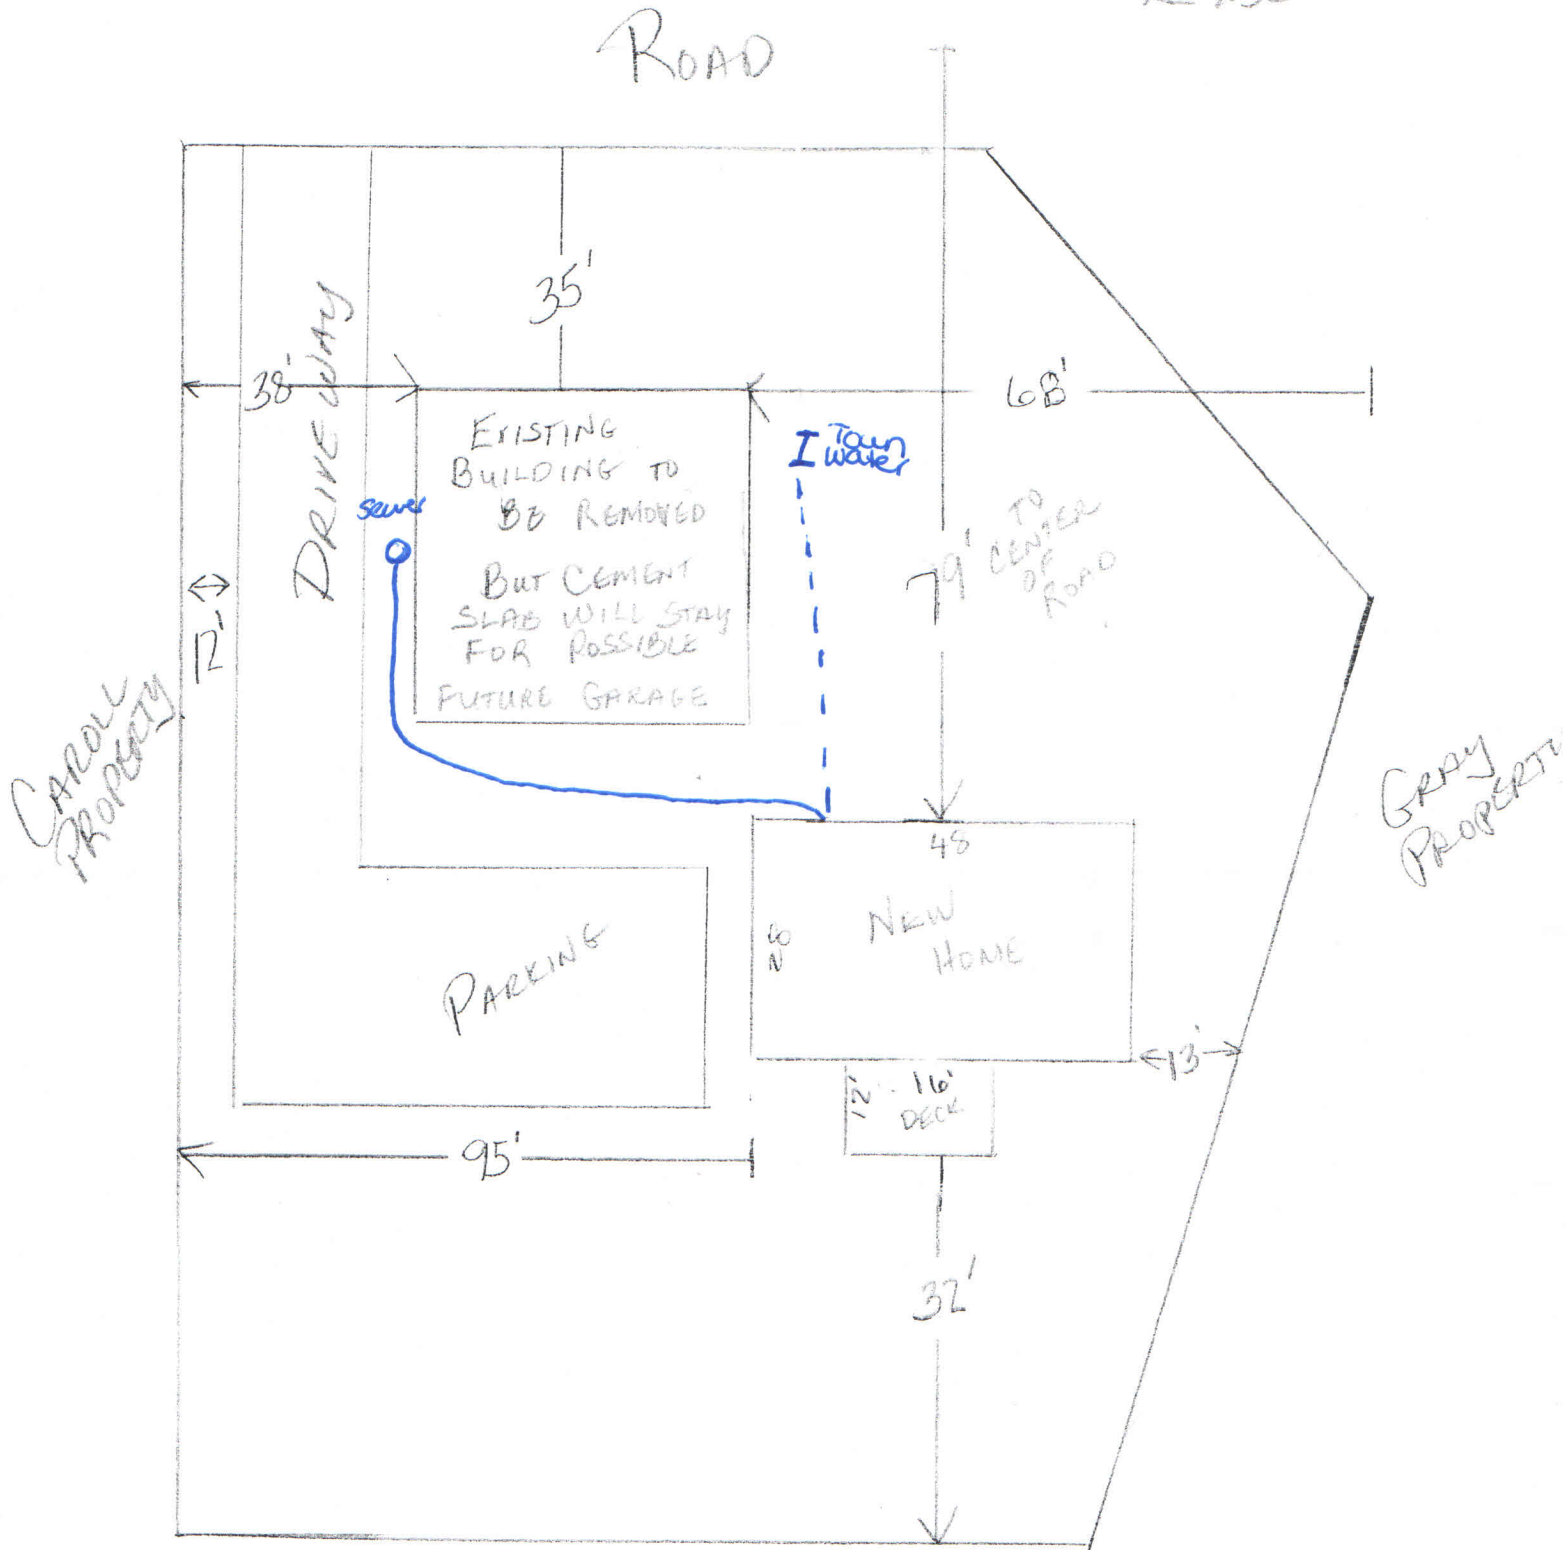 ROAD
35'
38'
DRIVEWAY
68'
EXISTING
BUILDING TO
BE REMOVED
BUT CEMENT
SLAB WILL STAY
FOR POSSIBLE
FUTURE GARAGE
Town
Water
sewer
79' TO
CENTER
OF
ROAD
12'
CAROLL
PROPERTY
GRAY
PROPERTY
48
28
NEW
HOME
PARKING
13'
12' 16'
DECK
95'
32'